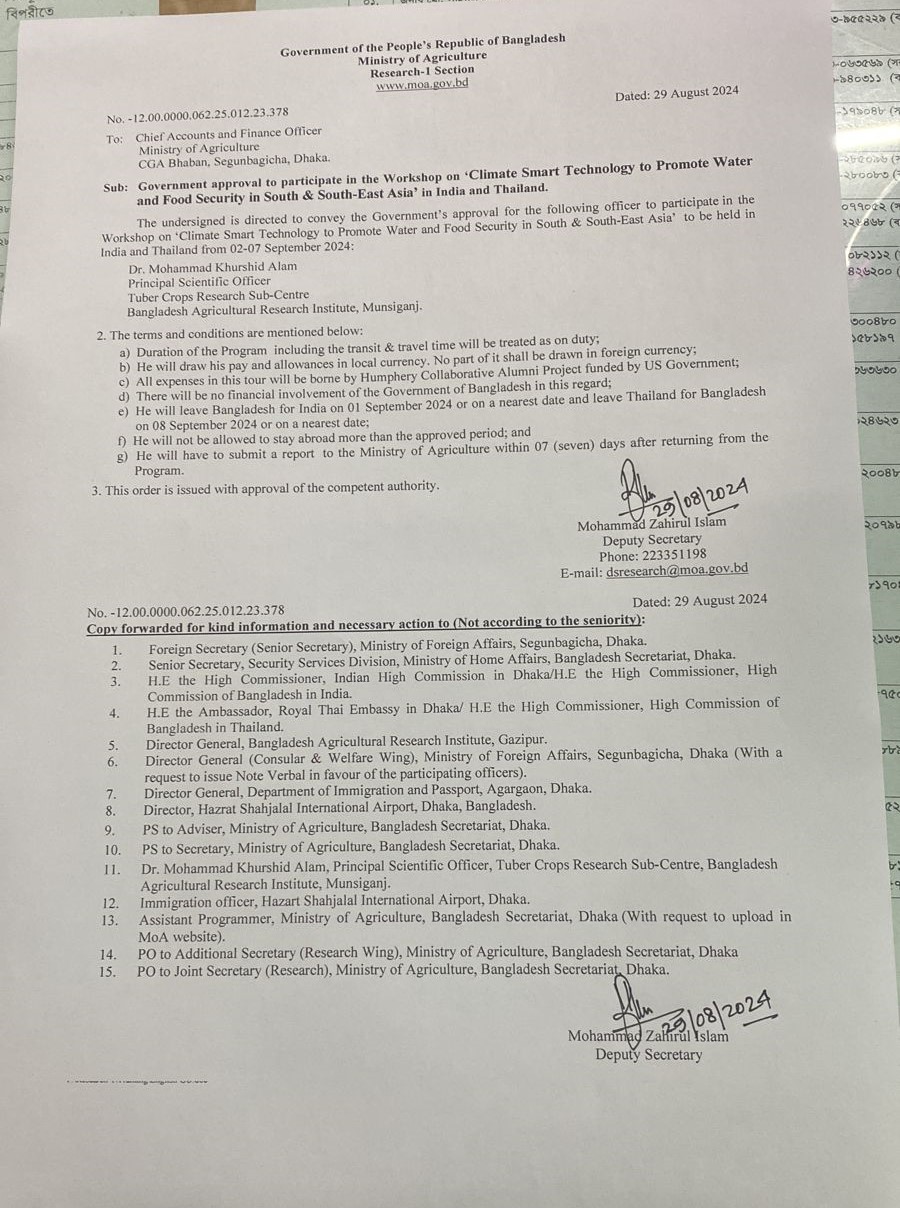 বিপরীতে
Government of the People's Republic of Bangladesh
Ministry of Agriculture
Research-1 Section
www.moa.gov.bd
No. -12.00.0000.062.25.012.23.378
Dated: 29 August 2024
To: Chief Accounts and Finance Officer
Ministry of Agriculture
CGA Bhaban, Segunbagicha, Dhaka.
Sub: Government approval to participate in the Workshop on ‘Climate Smart Technology to Promote Water
and Food Security in South & South-East Asia’ in India and Thailand.
The undersigned is directed to convey the Government's approval for the following officer to participate in the
Workshop on ‘Climate Smart Technology to Promote Water and Food Security in South & South-East Asia’ to be held in
India and Thailand from 02-07 September 2024:
Dr. Mohammad Khurshid Alam
Principal Scientific Officer
Tuber Crops Research Sub-Centre
Bangladesh Agricultural Research Institute, Munsiganj.
2. The terms and conditions are mentioned below:
a) Duration of the Program including the transit & travel time will be treated as on duty;
b) He will draw his pay and allowances in local currency. No part of it shall be drawn in foreign currency;
c) All expenses in this tour will be borne by Humphery Collaborative Alumni Project funded by US Government;
d) There will be no financial involvement of the Government of Bangladesh in this regard;
e) He will leave Bangladesh for India on 01 September 2024 or on a nearest date and leave Thailand for Bangladesh
on 08 September 2024 or on a nearest date;
f) He will not be allowed to stay abroad more than the approved period; and
g) He will have to submit a report to the Ministry of Agriculture within 07 (seven) days after returning from the
Program.
3. This order is issued with approval of the competent authority.
29/08/2024
Mohammad Zahirul Islam
Deputy Secretary
Phone: 223351198
E-mail: dsresearch@moa.gov.bd
No. -12.00.0000.062.25.012.23.378
Dated: 29 August 2024
Copy forwarded for kind information and necessary action to (Not according to the seniority):
1. Foreign Secretary (Senior Secretary), Ministry of Foreign Affairs, Segunbagicha, Dhaka.
2. Senior Secretary, Security Services Division, Ministry of Home Affairs, Bangladesh Secretariat, Dhaka.
3. H.E the High Commissioner, Indian High Commission in Dhaka/H.E the High Commissioner, High
Commission of Bangladesh in India.
4. H.E the Ambassador, Royal Thai Embassy in Dhaka/ H.E the High Commissioner, High Commission of
Bangladesh in Thailand.
5. Director General, Bangladesh Agricultural Research Institute, Gazipur.
6. Director General (Consular & Welfare Wing), Ministry of Foreign Affairs, Segunbagicha, Dhaka (With a
request to issue Note Verbal in favour of the participating officers).
7. Director General, Department of Immigration and Passport, Agargaon, Dhaka.
8. Director, Hazrat Shahjalal International Airport, Dhaka, Bangladesh.
9. PS to Adviser, Ministry of Agriculture, Bangladesh Secretariat, Dhaka.
10. PS to Secretary, Ministry of Agriculture, Bangladesh Secretariat, Dhaka.
11. Dr. Mohammad Khurshid Alam, Principal Scientific Officer, Tuber Crops Research Sub-Centre, Bangladesh
Agricultural Research Institute, Munsiganj.
12. Immigration officer, Hazart Shahjalal International Airport, Dhaka.
13. Assistant Programmer, Ministry of Agriculture, Bangladesh Secretariat, Dhaka (With request to upload in
MoA website).
14. PO to Additional Secretary (Research Wing), Ministry of Agriculture, Bangladesh Secretariat, Dhaka
15. PO to Joint Secretary (Research), Ministry of Agriculture, Bangladesh Secretariat, Dhaka.
29/08/2024
Mohammad Zahirul Islam
Deputy Secretary